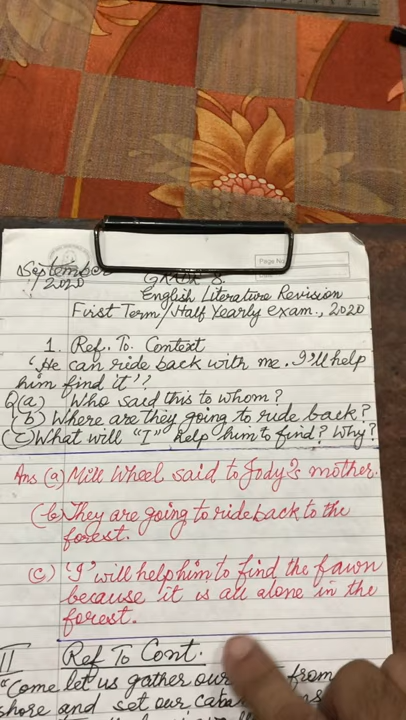 September
2020
GRADE 8
Page No
English Literature Revision
First Term/Half Yearly exam., 2020
1. Ref. To. Context
'He can ride back with me. I'll help
him find it'?
Q(a) Who said this to whom?
(b) Where are they going to ride back?
(c) What will "I" help him to find? Why?
Ans (a) Mill Wheel said to Jody's mother.
(b) They are going to ride back to the
forest.
(c) 'I' will help him to find the fawn
because it is all alone in the
forest.
II Ref To Cont.
"Come let us gather our from
shore and set our